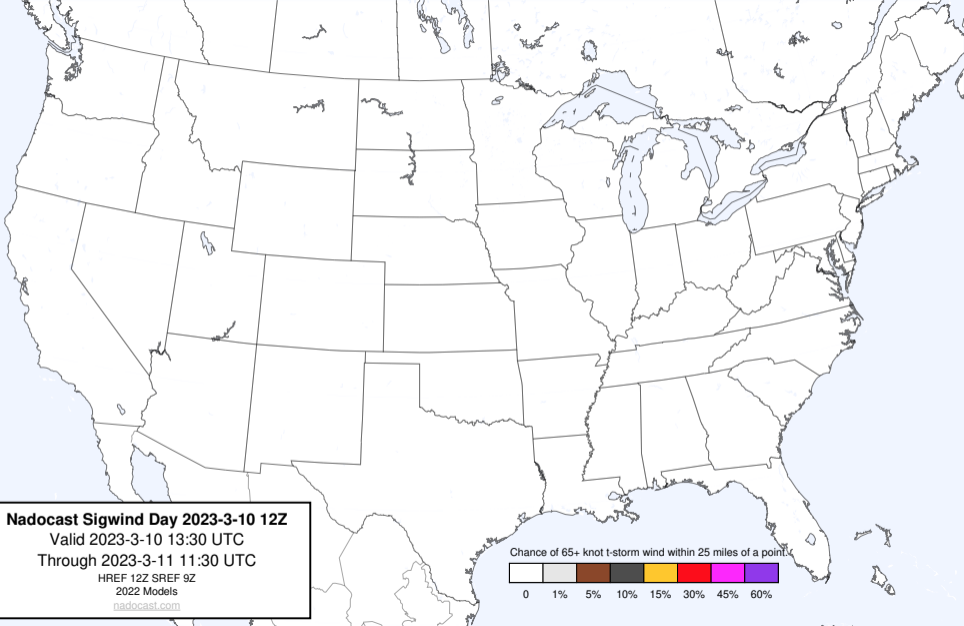 Nadocast Sigwind Day 2023-3-10 12Z
Valid 2023-3-10 13:30 UTC
Through 2023-3-11 11:30 UTC
HREF 12Z SREF 9Z
2022 Models
nadocast.com
Chance of 65+ knot t-storm wind within 25 miles of a point.
0 1% 5% 10% 15% 30% 45% 60%